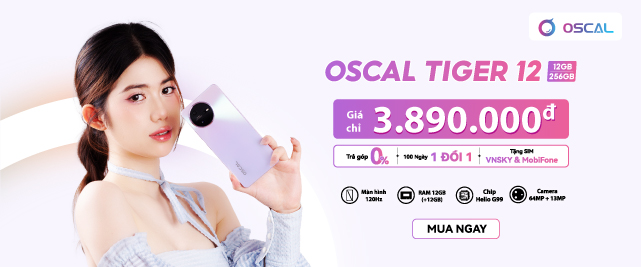 OSCAL
OSCAL TIGER 12
12GB
256GB
Giá
chỉ
3.890.000đ
Trả góp 0%
100 Ngày 1 ĐỔI 1
Tặng SIM
VNSKY & MobiFone
Màn hình
120Hz
RAM 12GB
(+12GB)
Chip
Helio G99
Camera
64MP + 13MP
MUA NGAY